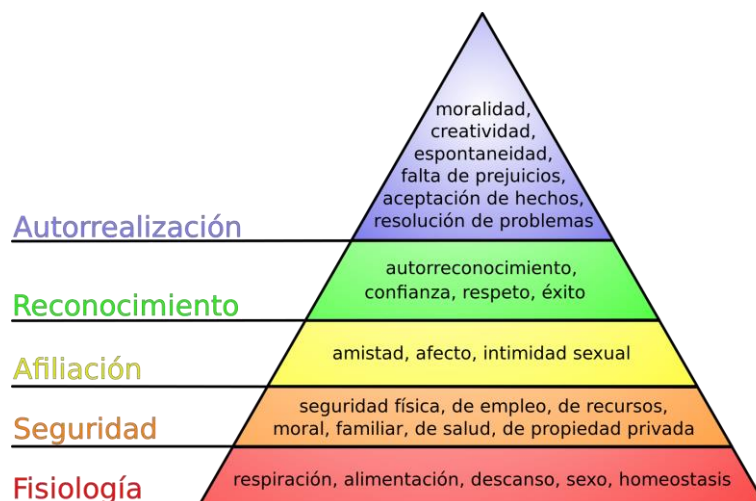 moralidad,
creatividad,
espontaneidad,
falta de prejuicios,
aceptación de hechos,
resolución de problemas
Autorrealización
autorreconocimiento,
confianza, respeto, éxito
Reconocimiento
amistad, afecto, intimidad sexual
Afiliación
seguridad física, de empleo, de recursos,
moral, familiar, de salud, de propiedad privada
Seguridad
respiración, alimentación, descanso, sexo, homeostasis
Fisiología